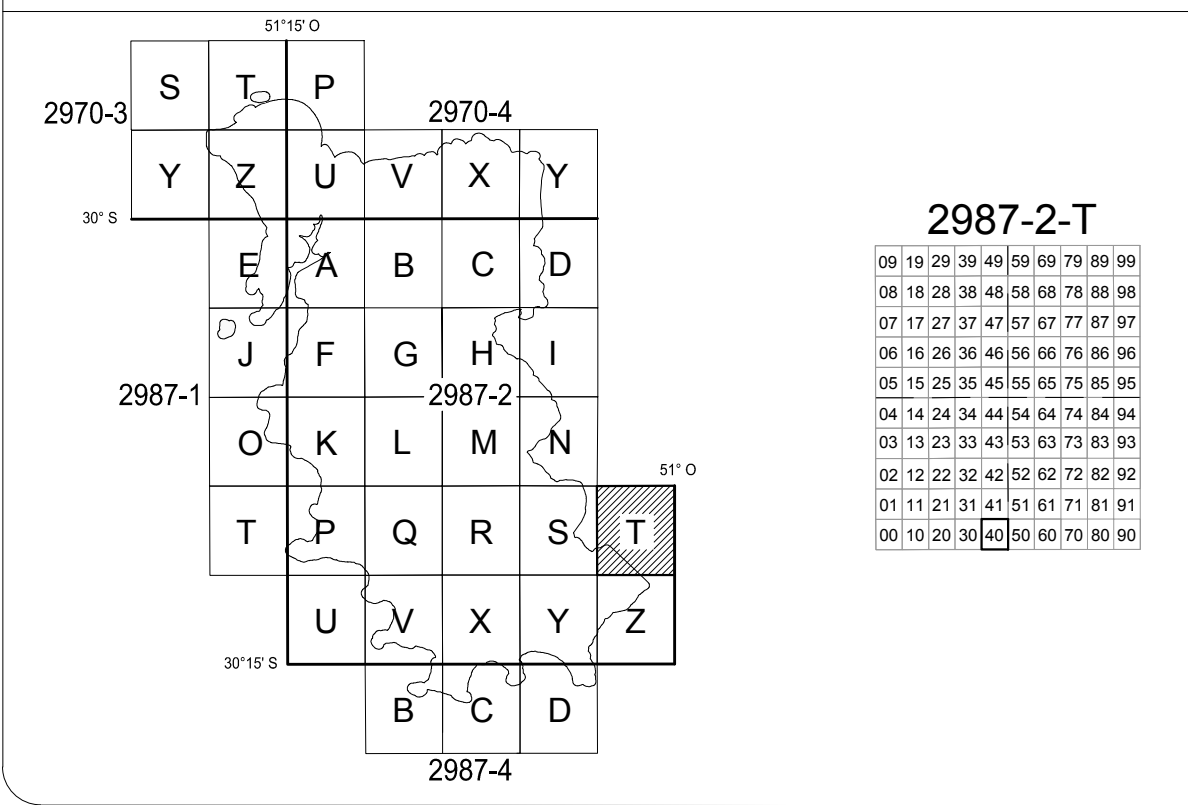 51°15' O
S T P
2970-3 2970-4
Y Z U V X Y
30° S
E A B C D
J F G H I
2987-1 2987-2
O K L M N
51° O
T P Q R S T
U V X Y Z
30°15' S
B C D
2987-4
2987-2-T
09 19 29 39 49 59 69 79 89 99
08 18 28 38 48 58 68 78 88 98
07 17 27 37 47 57 67 77 87 97
06 16 26 36 46 56 66 76 86 96
05 15 25 35 45 55 65 75 85 95
04 14 24 34 44 54 64 74 84 94
03 13 23 33 43 53 63 73 83 93
02 12 22 32 42 52 62 72 82 92
01 11 21 31 41 51 61 71 81 91
00 10 20 30 40 50 60 70 80 90